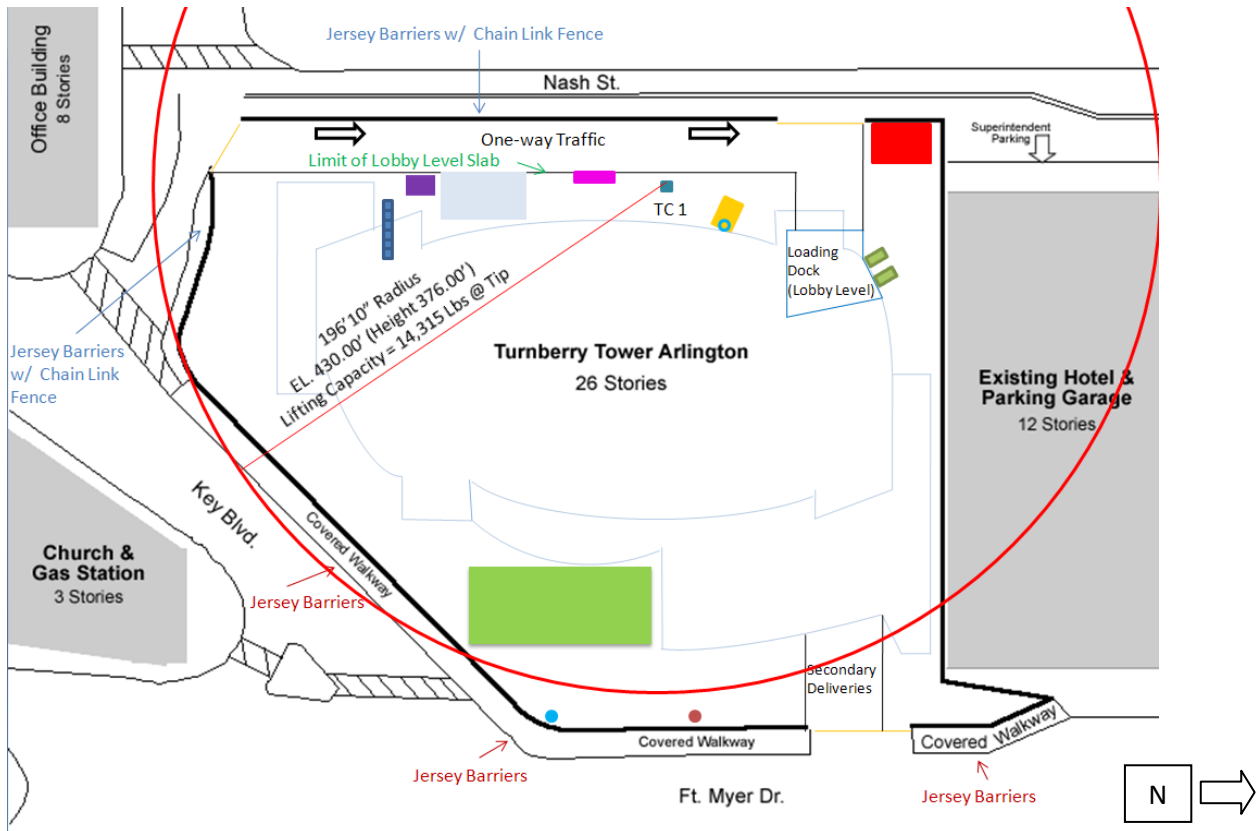 Jersey Barriers w/ Chain Link Fence
Office Building
8 Stories
Nash St.
One-way Traffic
Superintendent
Parking
Limit of Lobby Level Slab
TC 1
Loading
Dock
(Lobby Level)
196'10" Radius
EL. 430.00' (Height 376.00')
Lifting Capacity = 14,315 Lbs @ Tip
Jersey Barriers
w/ Chain Link
Fence
Turnberry Tower Arlington
26 Stories
Existing Hotel &
Parking Garage
12 Stories
Key Blvd.
Covered Walkway
Church &
Gas Station
3 Stories
Jersey Barriers
Secondary
Deliveries
Covered Walkway
Covered Walkway
Jersey Barriers
Ft. Myer Dr.
Jersey Barriers
N